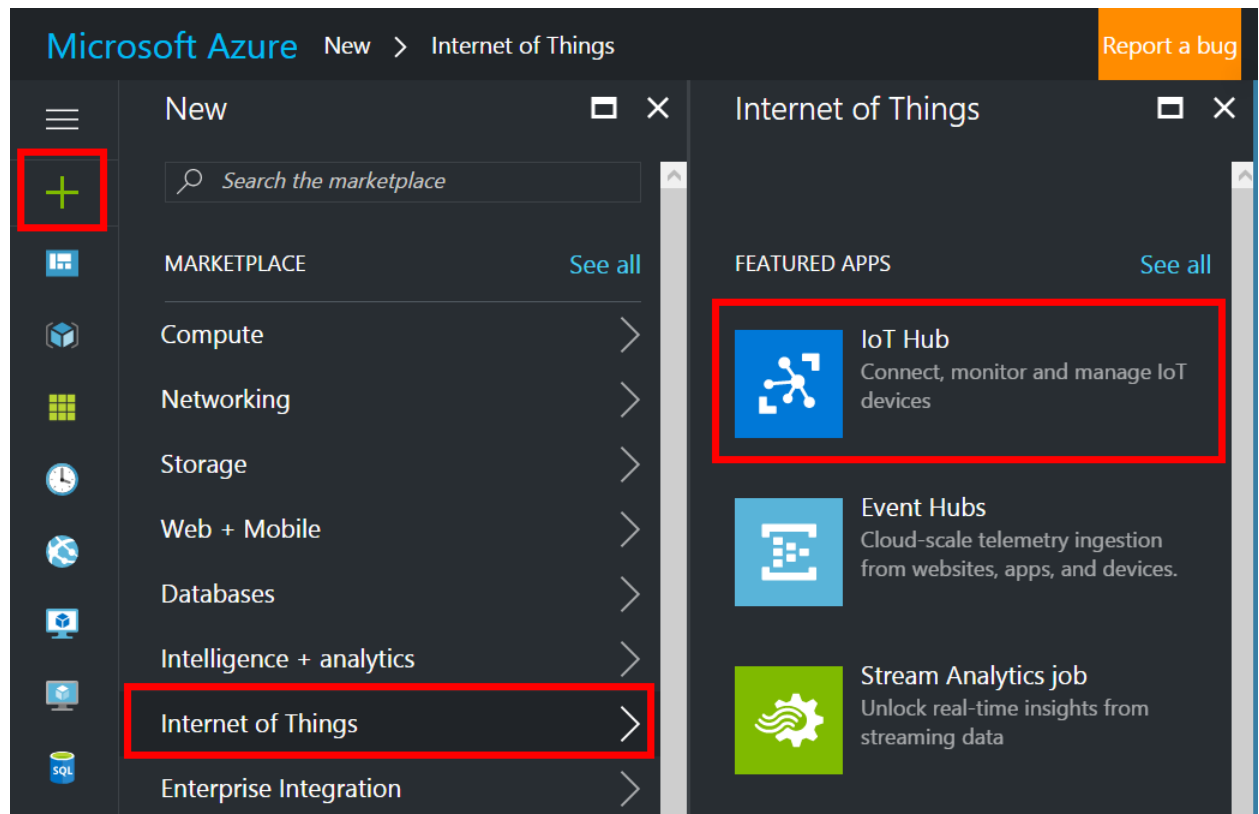 Microsoft Azure New > Internet of Things
Report a bug
New
Search the marketplace
MARKETPLACE See all
Compute
Networking
Storage
Web + Mobile
Databases
Intelligence + analytics
Internet of Things
Enterprise Integration
SQL
Internet of Things
FEATURED APPS See all
IoT Hub
Connect, monitor and manage IoT
devices
Event Hubs
Cloud-scale telemetry ingestion
from websites, apps, and devices.
Stream Analytics job
Unlock real-time insights from
streaming data